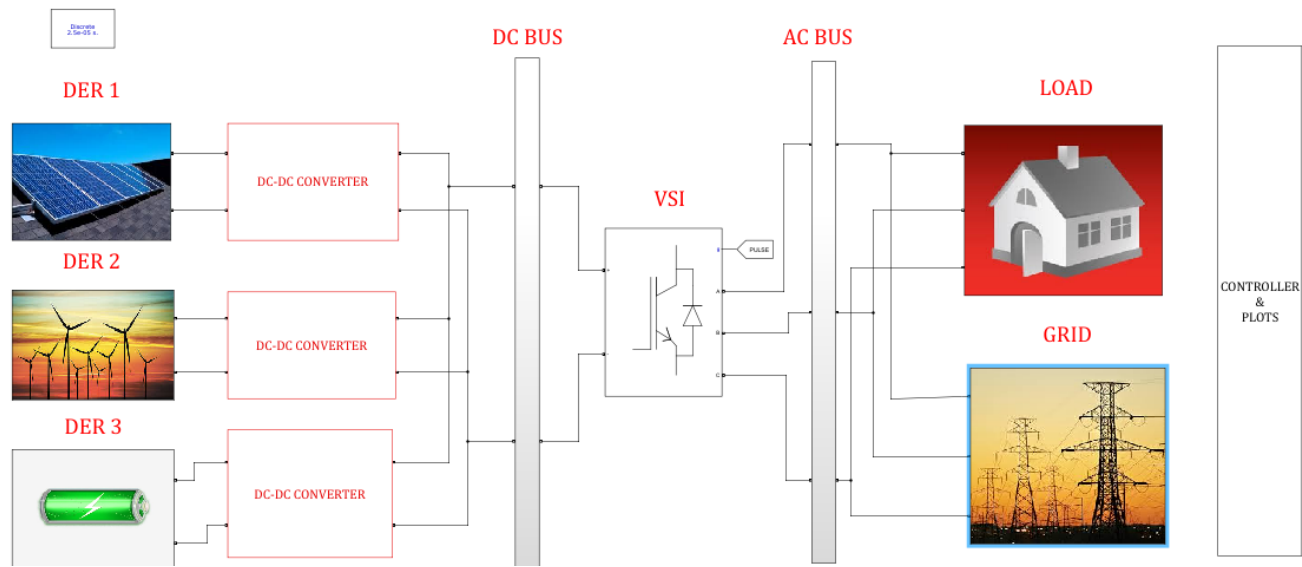 Discrete
2.5e-05 s.
DC BUS
AC BUS
DER 1
LOAD
DC-DC CONVERTER
VSI
g
PULSE
+
A
DER 2
B
CONTROLLER
&
PLOTS
GRID
DC-DC CONVERTER
-
C
DER 3
DC-DC CONVERTER